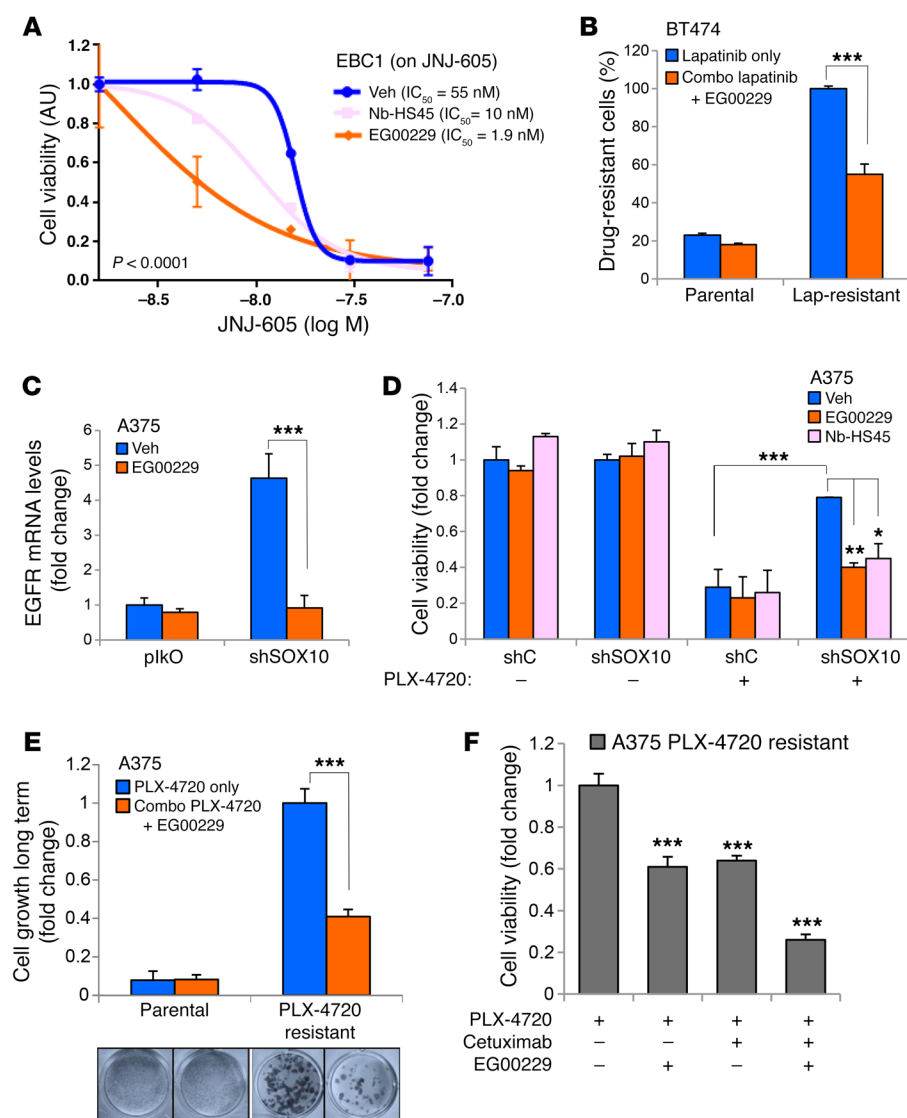 A
EBC1 (on JNJ-605)
Veh (IC50 = 55 nM)
Nb-HS45 (IC50= 10 nM)
EG00229 (IC50 = 1.9 nM)
Cell viability (AU)
1.2
1.0
0.8
0.6
0.4
0.2
0.0
P < 0.0001
–8.5 –8.0 –7.5 –7.0
JNJ-605 (log M)
B
BT474
Lapatinib only
Combo lapatinib
+ EG00229
***
Drug-resistant cells (%)
120
100
80
60
40
20
0
Parental Lap-resistant
C
A375
Veh
EG00229
***
EGFR mRNA levels
(fold change)
6
5
4
3
2
1
0
plkO shSOX10
D
A375
Veh
EG00229
Nb-HS45
Cell viability (fold change)
1.4
1.2
1
0.8
0.6
0.4
0.2
0
***
** *
shC shSOX10 shC shSOX10
PLX-4720: – – + +
E
A375
PLX-4720 only
Combo PLX-4720
+ EG00229
***
Cell growth long term
(fold change)
1.2
1
0.8
0.6
0.4
0.2
0
Parental PLX-4720
resistant
F
A375 PLX-4720 resistant
Cell viability (fold change)
1.2
1
0.8
0.6
0.4
0.2
0
*** *** ***
PLX-4720 + + + +
Cetuximab – – + +
EG00229 – + – +